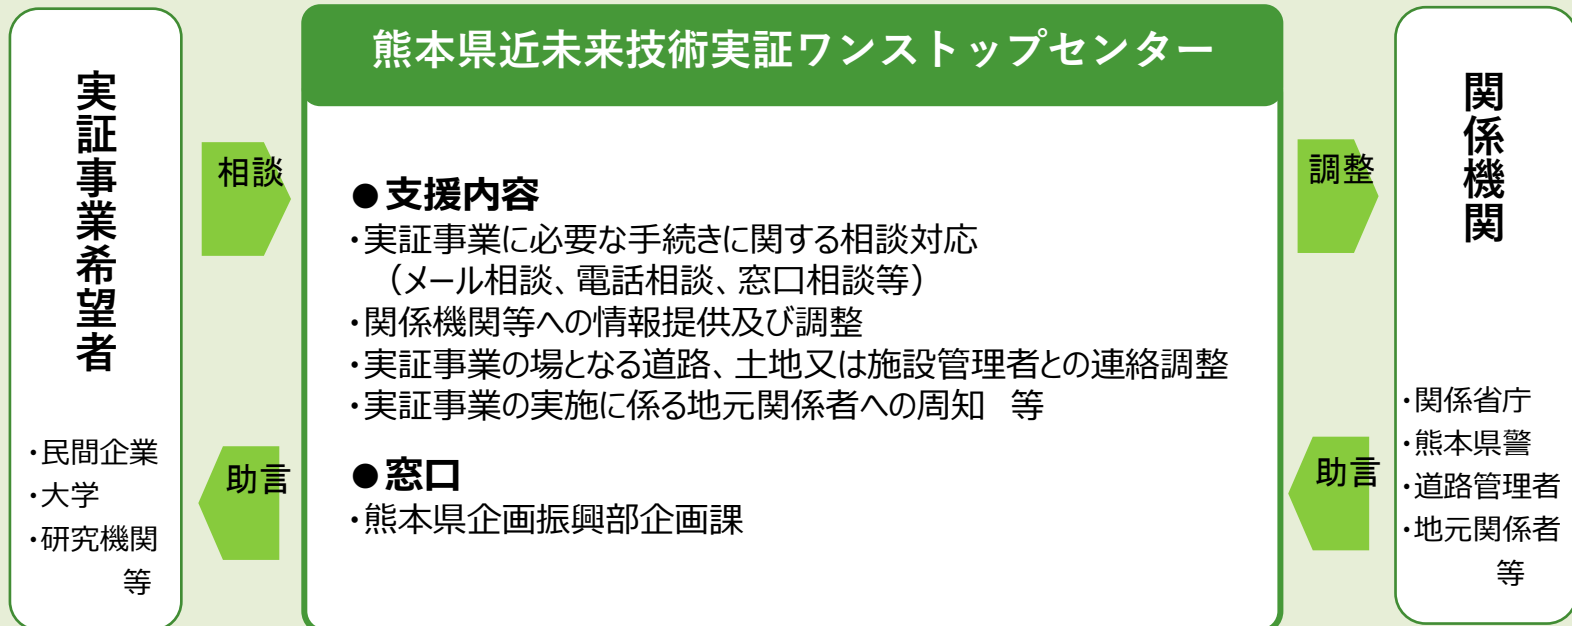 熊本県近未来技術実証ワンストップセンター
実証事業希望者
・民間企業
・大学
・研究機関
等
相談
助言
●支援内容
・実証事業に必要な手続きに関する相談対応
（メール相談、電話相談、窓口相談等）
・関係機関等への情報提供及び調整
・実証事業の場となる道路、土地又は施設管理者との連絡調整
・実証事業の実施に係る地元関係者への周知　等
●窓口
・熊本県企画振興部企画課
調整
助言
関係機関
・関係省庁
・熊本県警
・道路管理者
・地元関係者
等